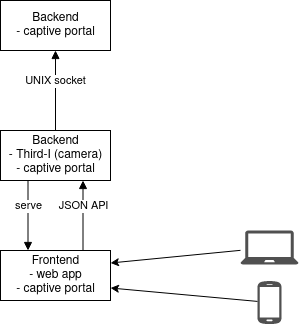 Backend
- captive portal
UNIX socket
Backend
- Third-I (camera)
- captive portal
serve
JSON API
Frontend
- web app
- captive portal